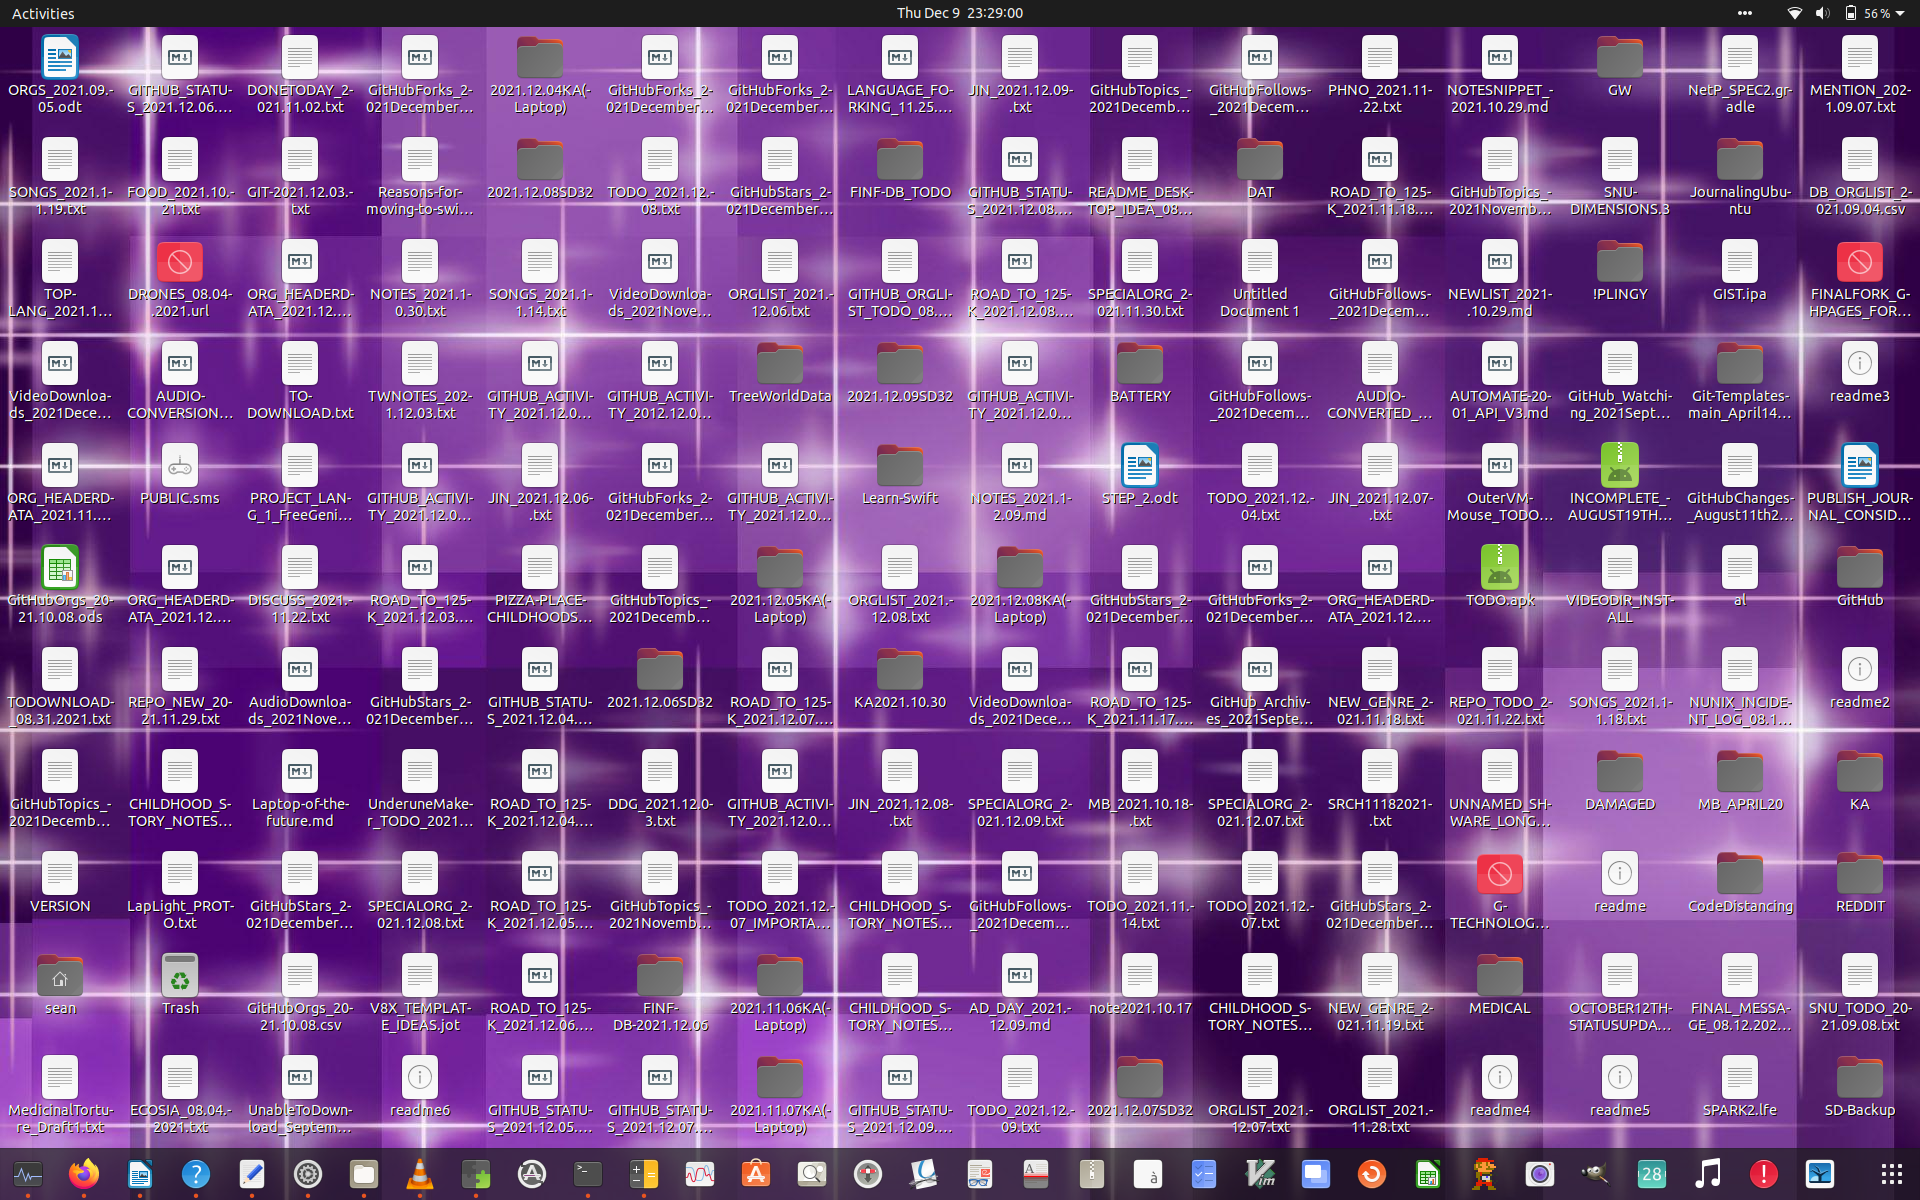 Activities
Thu Dec 9  23:29:00
56 %
ORGS_2021.09.- GITHUB_STATU- DONETODAY_2- GitHubForks_2- 2021.12.04KA(- GitHubForks_2- GitHubForks_2- LANGUAGE_FO- JIN_2021.12.09- GitHubTopics_- GitHubFollows- PHNO_2021.11- NOTESNIPPET_- GW NetP_SPEC2.gr- MENTION_202-
05.odt S_2021.12.06.... 021.11.02.txt 021December... Laptop) 021December... 021December... RKING_11.25.... .txt 2021Decemb... _2021Decem... .22.txt 2021.10.29.md adle 1.09.07.txt
SONGS_2021.1- FOOD_2021.10.- GIT-2021.12.03.- Reasons-for- 2021.12.08SD32 TODO_2021.12.- GitHubStars_2- FINF-DB_TODO GITHUB_STATU- README_DESK- DAT ROAD_TO_125- GitHubTopics_- SNU- JournalingUbu- DB_ORGLIST_2-
1.19.txt 21.txt txt moving-to-swi... 08.txt 021December... S_2021.12.08.... TOP_IDEA_08... K_2021.11.18.... 2021Novemb... DIMENSIONS.3 ntu 021.09.04.csv
TOP- DRONES_08.04- ORG_HEADERD- NOTES_2021.1- SONGS_2021.1- VideoDownloa- ORGLIST_2021.- GITHUB_ORGLI- ROAD_TO_125- SPECIALORG_2- Untitled GitHubFollows- NEWLIST_2021- !PLINGY GIST.ipa FINALFORK_G-
LANG_2021.1... .2021.url ATA_2021.12.... 0.30.txt 1.14.txt ds_2021Nove... 12.06.txt ST_TODO_08.... K_2021.12.08.... 021.11.30.txt Document 1 _2021Decem... .10.29.md HPAGES_FOR...
VideoDownloa- AUDIO- TO- TWNOTES_202- GITHUB_ACTIVI- GITHUB_ACTIVI- TreeWorldData 2021.12.09SD32 GITHUB_ACTIVI- BATTERY GitHubFollows- AUDIO- AUTOMATE-20- GitHub_Watchi- Git-Templates- readme3
ds_2021Dece... CONVERSION... DOWNLOAD.txt 1.12.03.txt TY_2021.12.0... TY_2012.12.0... TY_2021.12.0... _2021Decem... CONVERTED_... 01_API_V3.md ng_2021Sept... main_April14...
ORG_HEADERD- PUBLIC.sms PROJECT_LAN- GITHUB_ACTIVI- JIN_2021.12.06- GitHubForks_2- GITHUB_ACTIVI- Learn-Swift NOTES_2021.1- STEP_2.odt TODO_2021.12.- JIN_2021.12.07- OuterVM- INCOMPLETE_- GitHubChanges- PUBLISH_JOUR-
ATA_2021.11.... G_1_FreeGeni... TY_2021.12.0... .txt 021December... TY_2021.12.0... 2.09.md 04.txt .txt Mouse_TODO... AUGUST19TH... _August11th2... NAL_CONSID...
GitHubOrgs_20- ORG_HEADERD- DISCUSS_2021.- ROAD_TO_125- PIZZA-PLACE- GitHubTopics_- 2021.12.05KA(- ORGLIST_2021.- 2021.12.08KA(- GitHubStars_2- GitHubForks_2- ORG_HEADERD- TODO.apk VIDEODIR_INST- al GitHub
21.10.08.ods ATA_2021.12.... 11.22.txt K_2021.12.03.... CHILDHOODS... 2021Decemb... Laptop) 12.08.txt Laptop) 021December... 021December... ATA_2021.12.... ALL
TODOWNLOAD- REPO_NEW_20- AudioDownloa- GitHubStars_2- GITHUB_STATU- 2021.12.06SD32 ROAD_TO_125- KA2021.10.30 VideoDownloa- ROAD_TO_125- GitHub_Archiv- NEW_GENRE_2- REPO_TODO_2- SONGS_2021.1- NUNIX_INCIDE- readme2
_08.31.2021.txt 21.11.29.txt ds_2021Nove... 021December... S_2021.12.04.... K_2021.12.07.... ds_2021Dece... K_2021.11.17.... es_2021Septe... 021.11.18.txt 021.11.22.txt 1.18.txt NT_LOG_08.1...
GitHubTopics_- CHILDHOOD_S- Laptop-of-the- UnderuneMake- ROAD_TO_125- DDG_2021.12.0- GITHUB_ACTIVI- JIN_2021.12.08- SPECIALORG_2- MB_2021.10.18- SPECIALORG_2- SRCH11182021- UNNAMED_SH- DAMAGED MB_APRIL20 KA
2021Decemb... TORY_NOTES... future.md r_TODO_2021... K_2021.12.04.... 3.txt TY_2021.12.0... .txt 021.12.09.txt .txt 021.12.07.txt .txt WARE_LONG...
VERSION LapLight_PROT- GitHubStars_2- SPECIALORG_2- ROAD_TO_125- GitHubTopics_- TODO_2021.12.- CHILDHOOD_S- GitHubFollows- TODO_2021.11.- TODO_2021.12.- GitHubStars_2- G- readme CodeDistancing REDDIT
O.txt 021December... 021.12.08.txt K_2021.12.05.... 2021Novemb... 07_IMPORTA... TORY_NOTES... _2021Decem... 14.txt 07.txt 021December... TECHNOLOG...
sean Trash GitHubOrgs_20- V8X_TEMPLAT- ROAD_TO_125- FINF- 2021.11.06KA(- CHILDHOOD_S- AD_DAY_2021.- note2021.10.17 CHILDHOOD_S- NEW_GENRE_2- MEDICAL OCTOBER12TH- FINAL_MESSA- SNU_TODO_20-
21.10.08.csv E_IDEAS.jot K_2021.12.06.... DB-2021.12.06 Laptop) TORY_NOTES... 12.09.md TORY_NOTES... 021.11.19.txt STATUSUPDA... GE_08.12.202... 21.09.08.txt
MedicinalTortu- ECOSIA_08.04.- UnableToDown- readme6 GITHUB_STATU- GITHUB_STATU- 2021.11.07KA(- GITHUB_STATU- TODO_2021.12.- 2021.12.07SD32 ORGLIST_2021.- ORGLIST_2021.- readme4 readme5 SPARK2.lfe SD-Backup
re_Draft1.txt 2021.txt load_Septem... S_2021.12.05.... S_2021.12.07.... Laptop) S_2021.12.09.... 09.txt 12.07.txt 11.28.txt
28